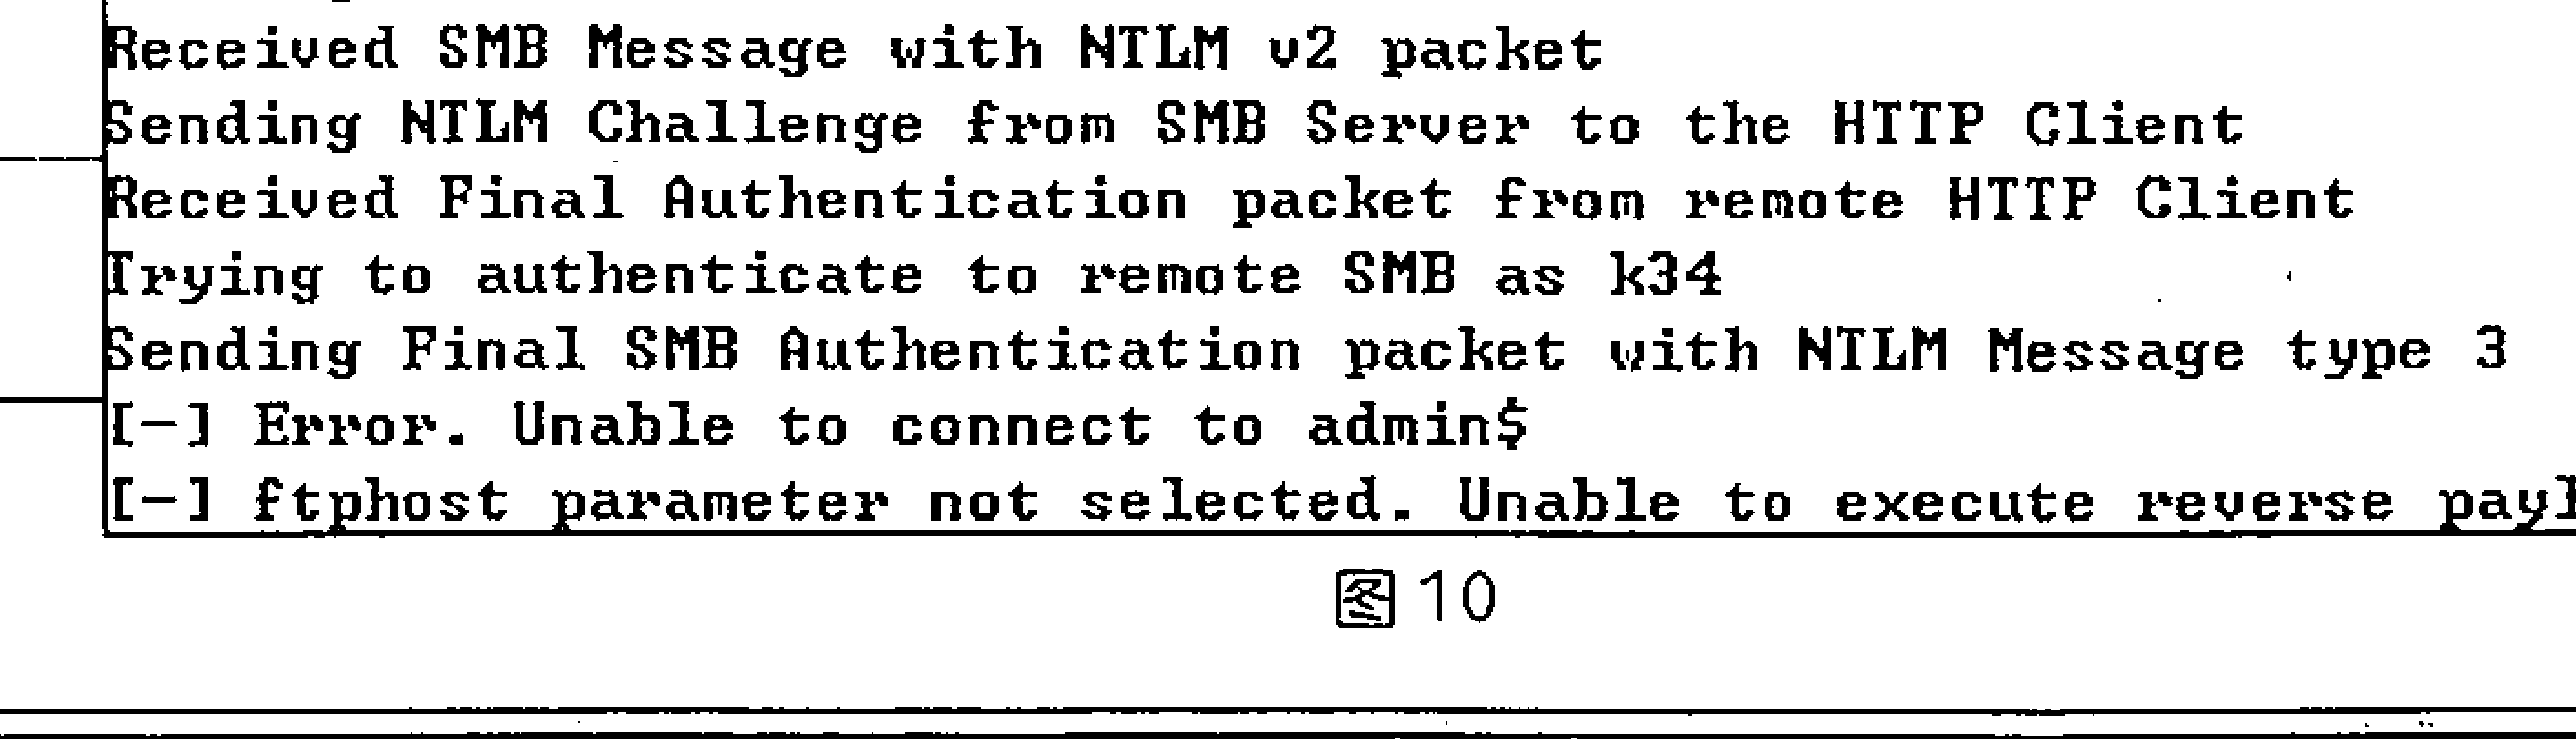 Received SMB Message with NTLM v2 packet
Sending NTLM Challenge from SMB Server to the HTTP Client
Received Final Authentication packet from remote HTTP Client
Trying to authenticate to remote SMB as k34
Sending Final SMB Authentication packet with NTLM Message type 3
[-] Error. Unable to connect to admin$
[-] ftphost parameter not selected. Unable to execute reverse
图10